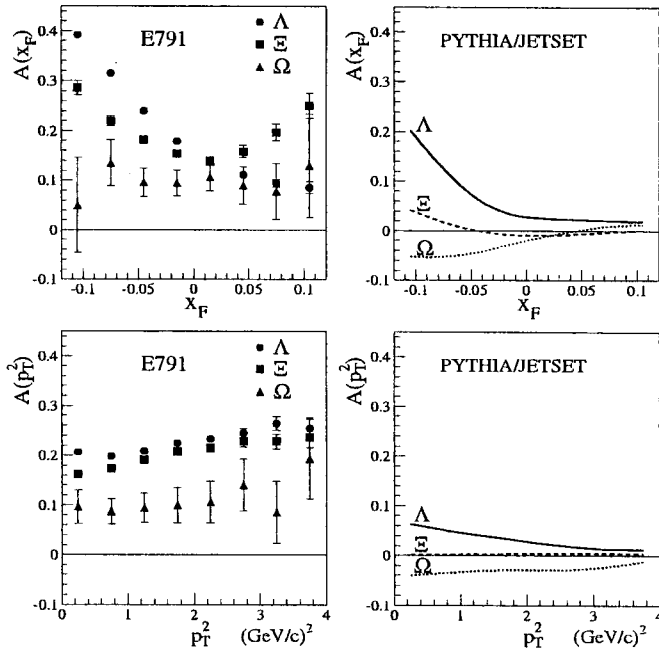 A(x_F)
0.4
0.3
0.2
0.1
0
-0.1
E791
Λ
Ξ
Ω
-0.1 -0.05 0 0.05 0.1
x_F
A(x_F)
0.4
0.3
0.2
0.1
0
-0.1
PYTHIA/JETSET
Λ
Ξ
Ω
-0.1 -0.05 0 0.05 0.1
x_F
A(p_T^2)
0.4
0.3
0.2
0.1
0
-0.1
E791
Λ
Ξ
Ω
0 1 2 3 4
p_T^2 (GeV/c)^2
A(p_T^2)
0.4
0.3
0.2
0.1
0
-0.1
PYTHIA/JETSET
Λ
Ξ
Ω
0 1 2 3 4
p_T^2 (GeV/c)^2